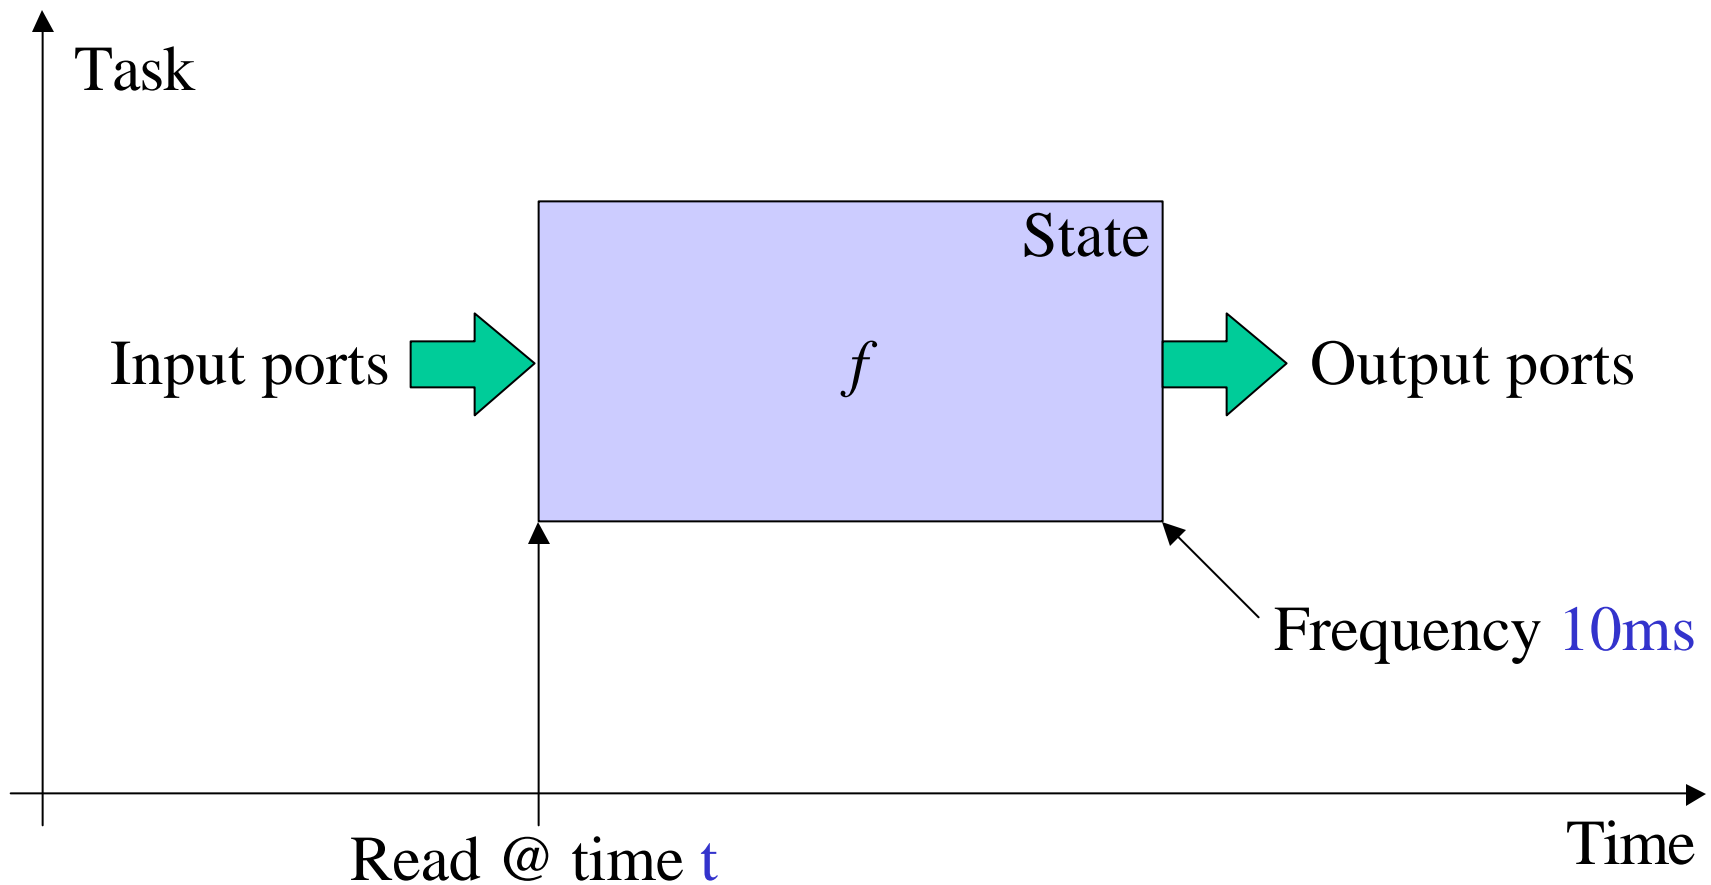 Task
State
Input ports
f
Output ports
Frequency 10ms
Time
Read @ time t